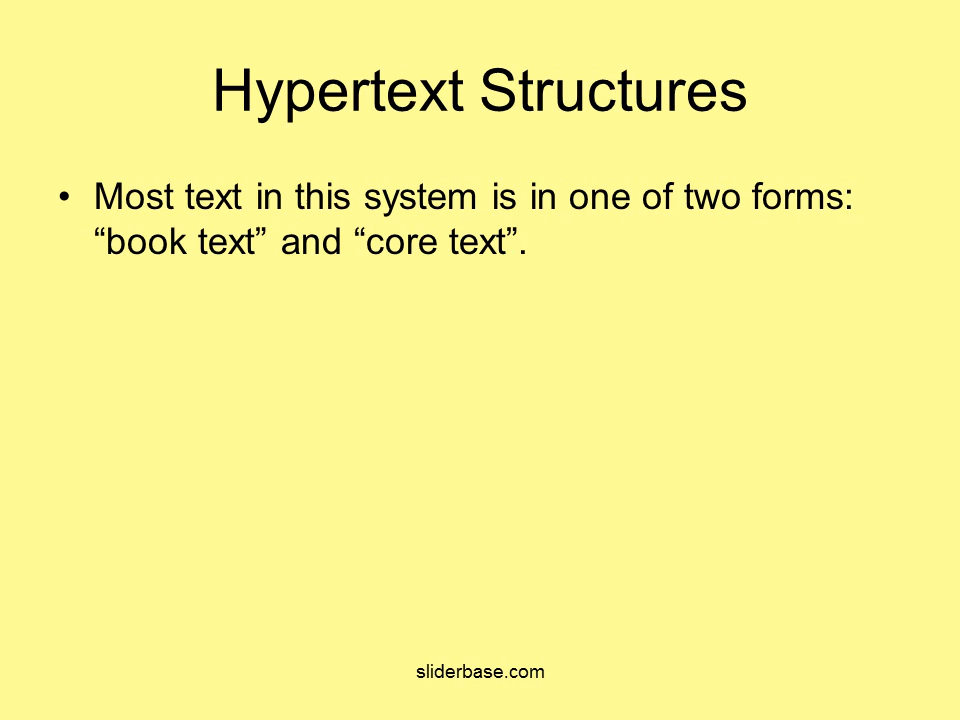 Hypertext Structures
• Most text in this system is in one of two forms:
“book text” and “core text”.
sliderbase.com